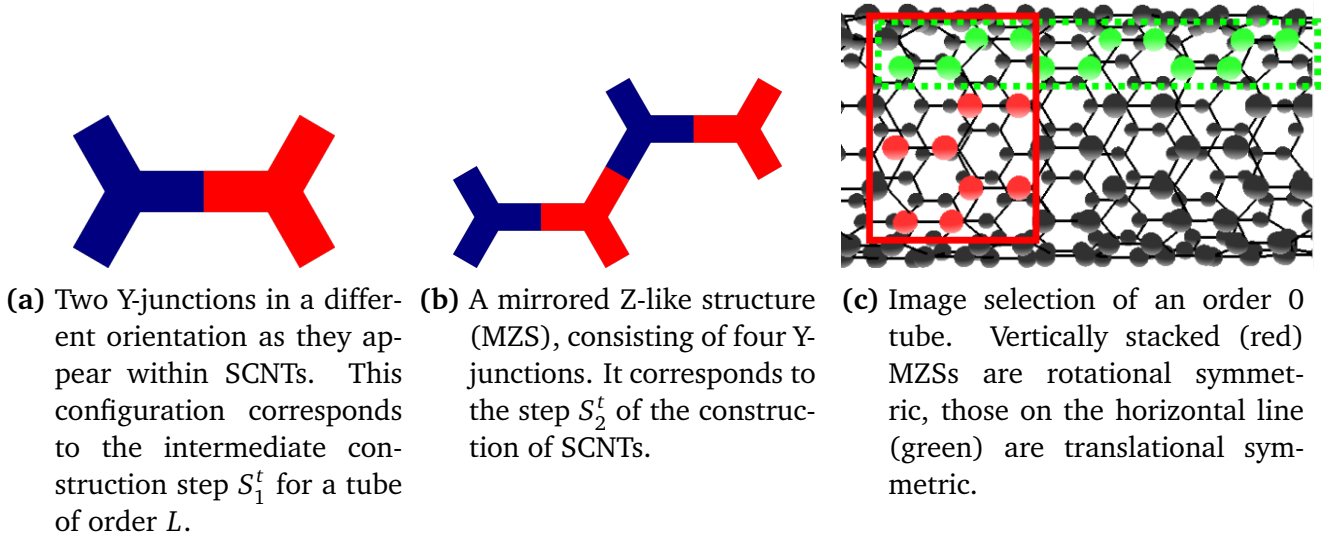 (a) Two Y-junctions in a differ-
ent orientation as they ap-
pear within SCNTs. This
configuration corresponds
to the intermediate con-
struction step S_1^t for a tube
of order L.
(b) A mirrored Z-like structure
(MZS), consisting of four Y-
junctions. It corresponds to
the step S_2^t of the construc-
tion of SCNTs.
(c) Image selection of an order 0
tube. Vertically stacked (red)
MZSs are rotational symmet-
ric, those on the horizontal line
(green) are translational sym-
metric.